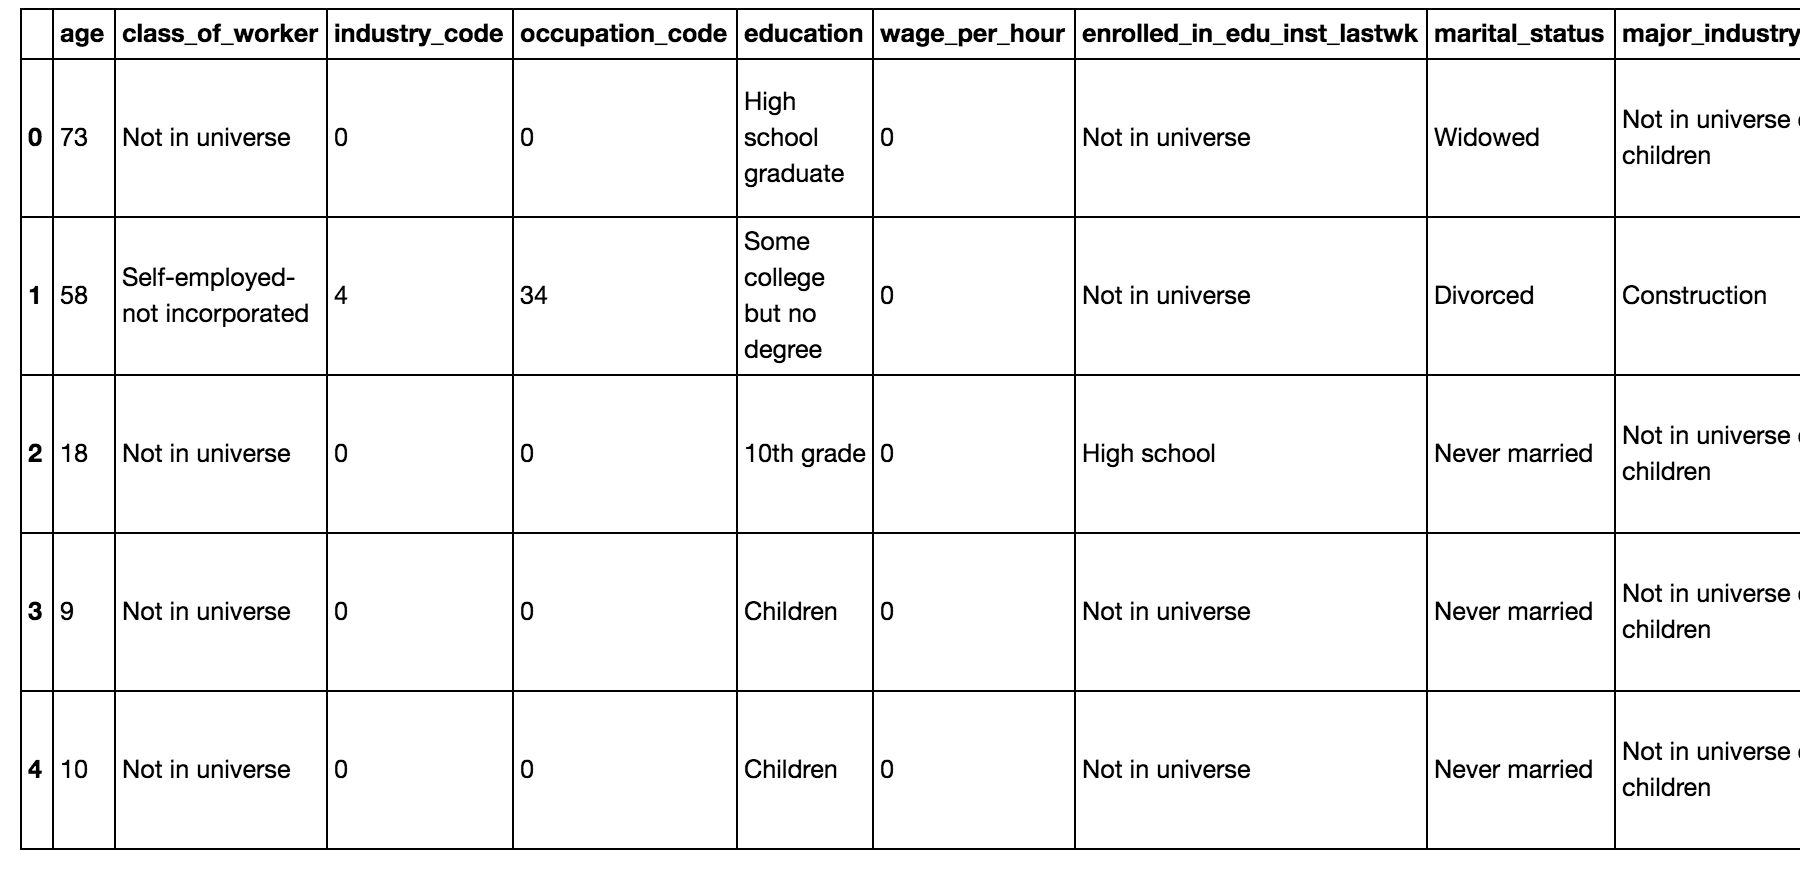 age class_of_worker industry_code occupation_code education wage_per_hour enrolled_in_edu_inst_lastwk marital_status major_industry
0 73 Not in universe 0 0 High school graduate 0 Not in universe Widowed Not in universe children
1 58 Self-employed-not incorporated 4 34 Some college but no degree 0 Not in universe Divorced Construction
2 18 Not in universe 0 0 10th grade 0 High school Never married Not in universe children
3 9 Not in universe 0 0 Children 0 Not in universe Never married Not in universe children
4 10 Not in universe 0 0 Children 0 Not in universe Never married Not in universe children